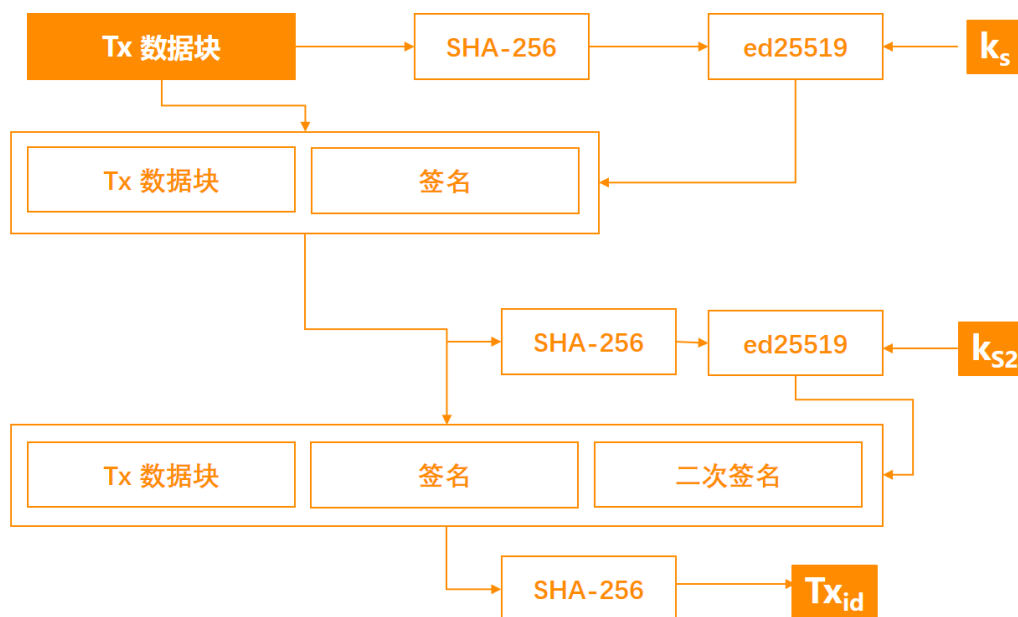 Tx 数据块
SHA-256
ed25519
ks
Tx 数据块
签名
SHA-256
ed25519
kS2
Tx 数据块
签名
二次签名
SHA-256
Txid